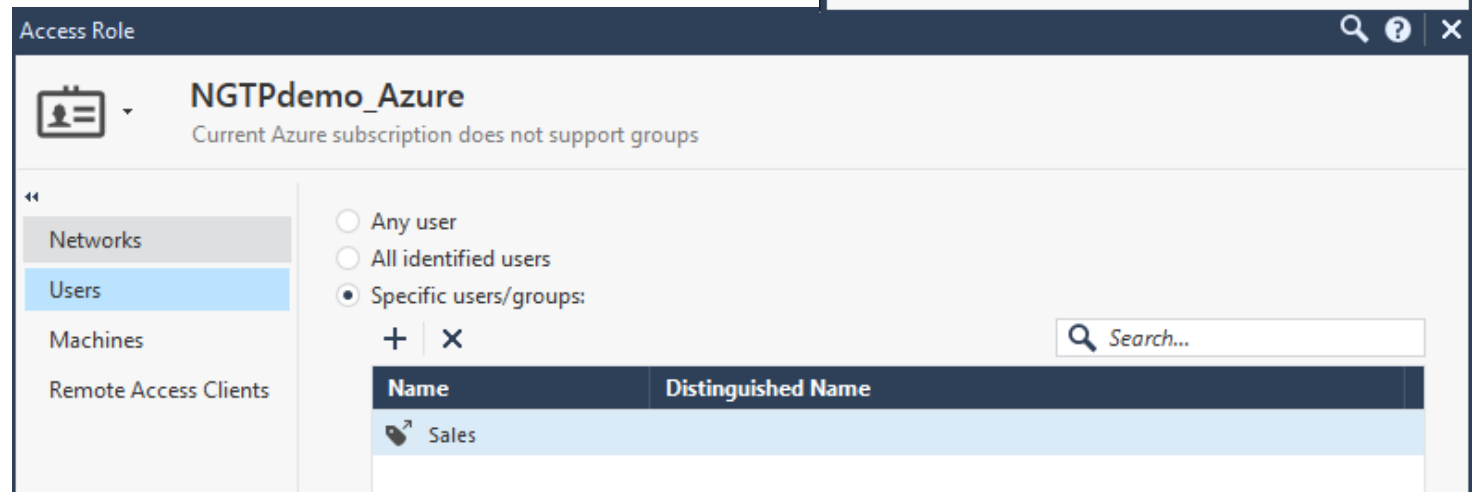 Access Role
NGTPdemo_Azure
Current Azure subscription does not support groups
Networks
Users
Machines
Remote Access Clients
Any user
All identified users
Specific users/groups:
Search...
Name Distinguished Name
Sales